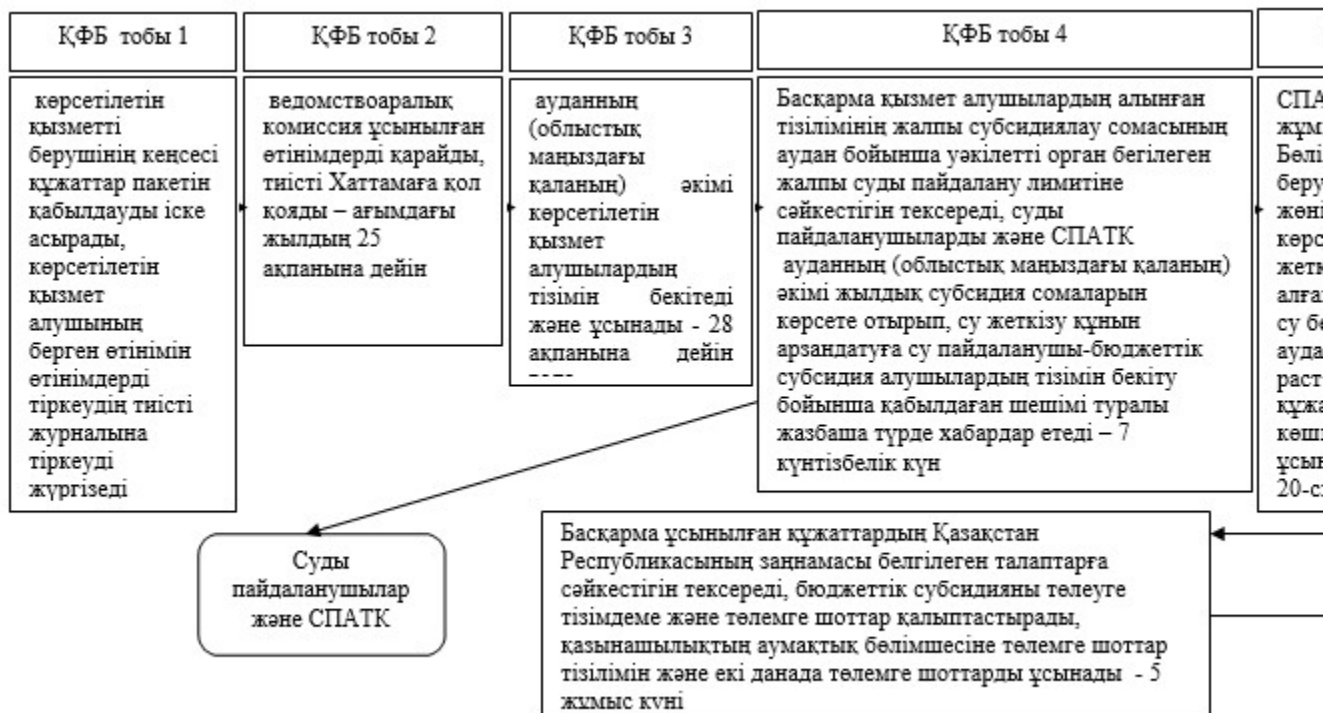 ҚФБ тобы 1
ҚФБ тобы 2
ҚФБ тобы 3
ҚФБ тобы 4
көрсетілетін
қызметті
берушінің кеңсесі
құжаттар пакетін
қабылдауды іске
асырады,
көрсетілетін
қызмет
алушының
берген өтінімін
өтінімдерді
тіркеудің тиісті
журналына
тіркеуді
жүргізеді
ведомствоаралық
комиссия ұсынылған
өтінімдерді қарайды,
тиісті Хаттамаға қол
қояды – ағымдағы
жылдың 25
ақпанына дейін
ауданның
(облыстық
маңыздағы
қаланың) әкімі
көрсетілетін
қызмет
алушылардың
тізімін бекітеді
және ұсынады - 28
ақпанына дейін
Басқарма қызмет алушылардың алынған
тізілімінің жалпы субсидиялау сомасының
аудан бойынша уәкілетті орган бегілеген
жалпы суды пайдалану лимитіне
сәйкестігін тексереді, суды
пайдаланушыларды және СПАТК
ауданның (облыстық маңыздағы қаланың)
әкімі жылдық субсидия сомаларын
көрсете отырып, су жеткізу құнын
арзандатуға су пайдаланушы-бюджеттік
субсидия алушылардың тізімін бекіту
бойынша қабылдаған шешімі туралы
жазбаша түрде хабардар етеді – 7
күнтізбелік күн
су
Суды
пайдаланушылар
және СПАТК
Басқарма ұсынылған құжаттардың Қазақстан
Республикасының заңнамасы белгілеген талаптарға
сәйкестігін тексереді, бюджеттік субсидияны төлеуге
тізімдеме және төлемге шоттар қалыптастырады,
қазынашылықтың аумақтық бөлімшесіне төлемге шоттар
тізілімін және екі данада төлемге шоттарды ұсынады - 5
жұмыс күні